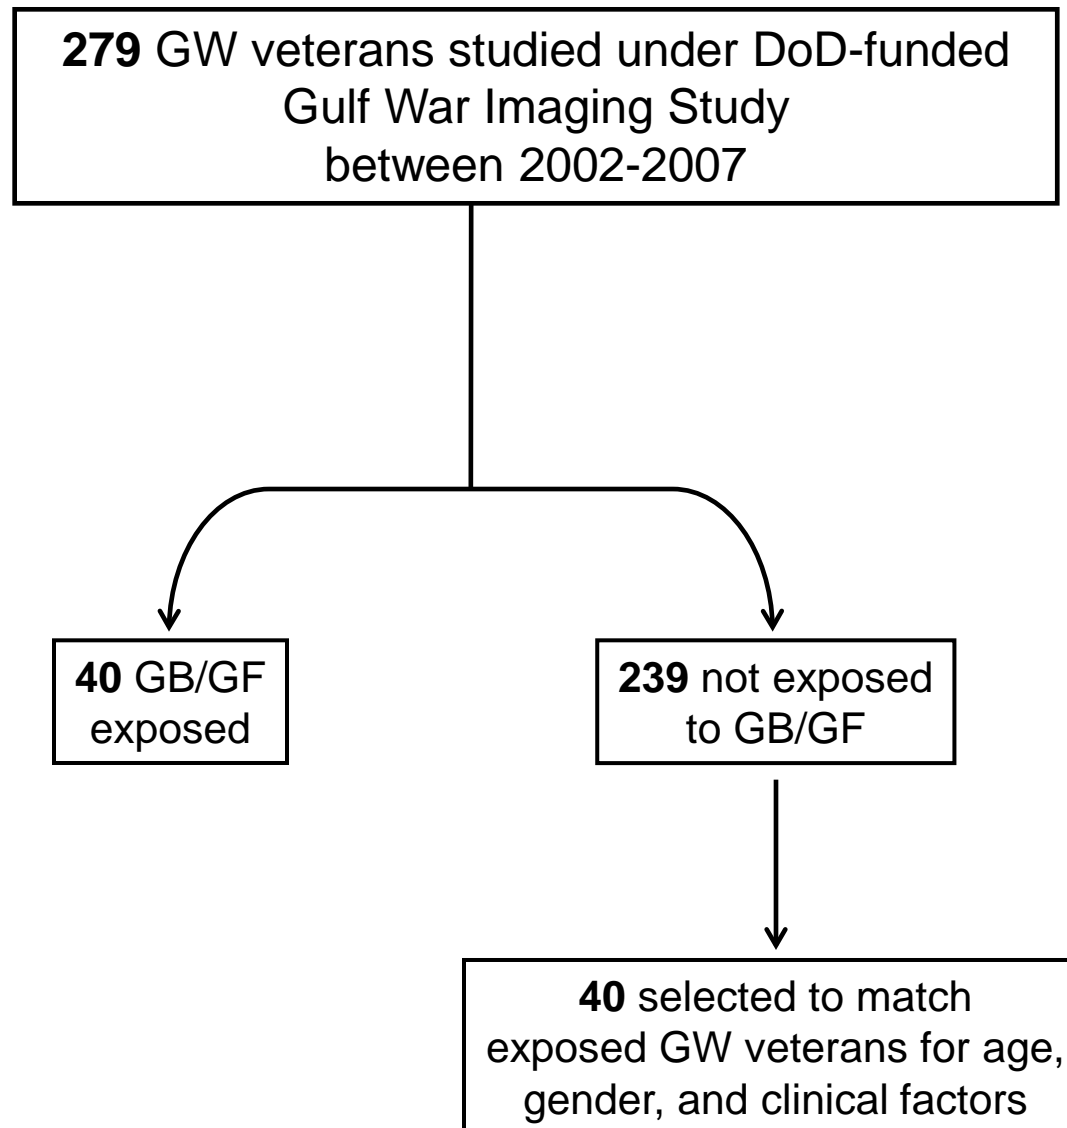 279 GW veterans studied under DoD-funded
Gulf War Imaging Study
between 2002-2007
40 GB/GF
exposed
239 not exposed
to GB/GF
40 selected to match
exposed GW veterans for age,
gender, and clinical factors